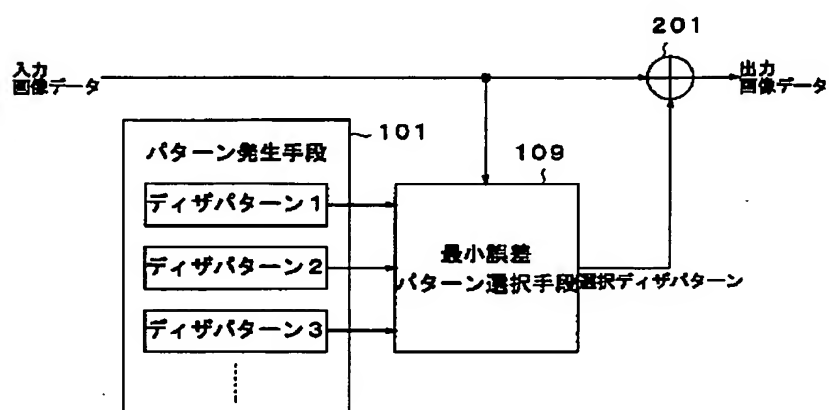 201
入力
画像データ
出力
画像データ
101
パターン発生手段
109
ディザパターン1
ディザパターン2
ディザパターン3
最小誤差
パターン選択手段
選択ディザパターン